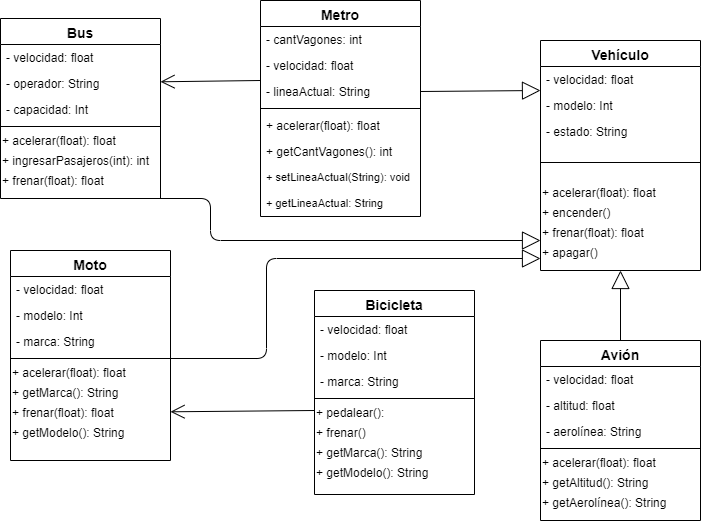 Bus
- velocidad: float
- operador: String
- capacidad: Int
+ acelerar(float): float
+ ingresarPasajeros(int): int
+ frenar(float): float
Metro
- cantVagones: int
- velocidad: float
- lineaActual: String
+ acelerar(float): float
+ getCantVagones(): int
+ setLineaActual(String): void
+ getLineaActual: String
Vehículo
- velocidad: float
- modelo: Int
- estado: String
+ acelerar(float): float
+ encender()
+ frenar(float): float
+ apagar()
Moto
- velocidad: float
- modelo: Int
- marca: String
+ acelerar(float): float
+ getMarca(): String
+ frenar(float): float
+ getModelo(): String
Bicicleta
- velocidad: float
- modelo: Int
- marca: String
+ pedalear():
+ frenar()
+ getMarca(): String
+ getModelo(): String
Avión
- velocidad: float
- altitud: float
- aerolínea: String
+ acelerar(float): float
+ getAltitud(): String
+ getAerolínea(): String